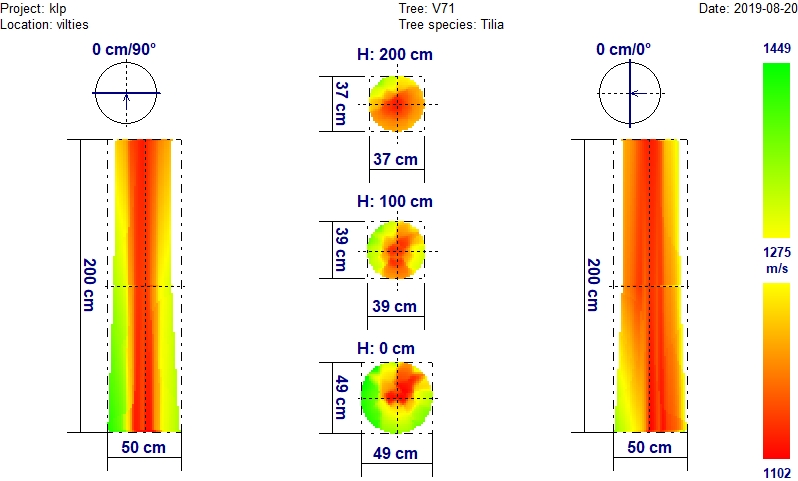 Project: klp
Tree: V71
Date: 2019-08-20
Location: vilties
Tree species: Tilia
0 cm/90°
H: 200 cm
0 cm/0°
1449
37 cm
37 cm
H: 100 cm
200 cm
39 cm
200 cm
1275
m/s
39 cm
H: 0 cm
49 cm
50 cm
49 cm
50 cm
1102